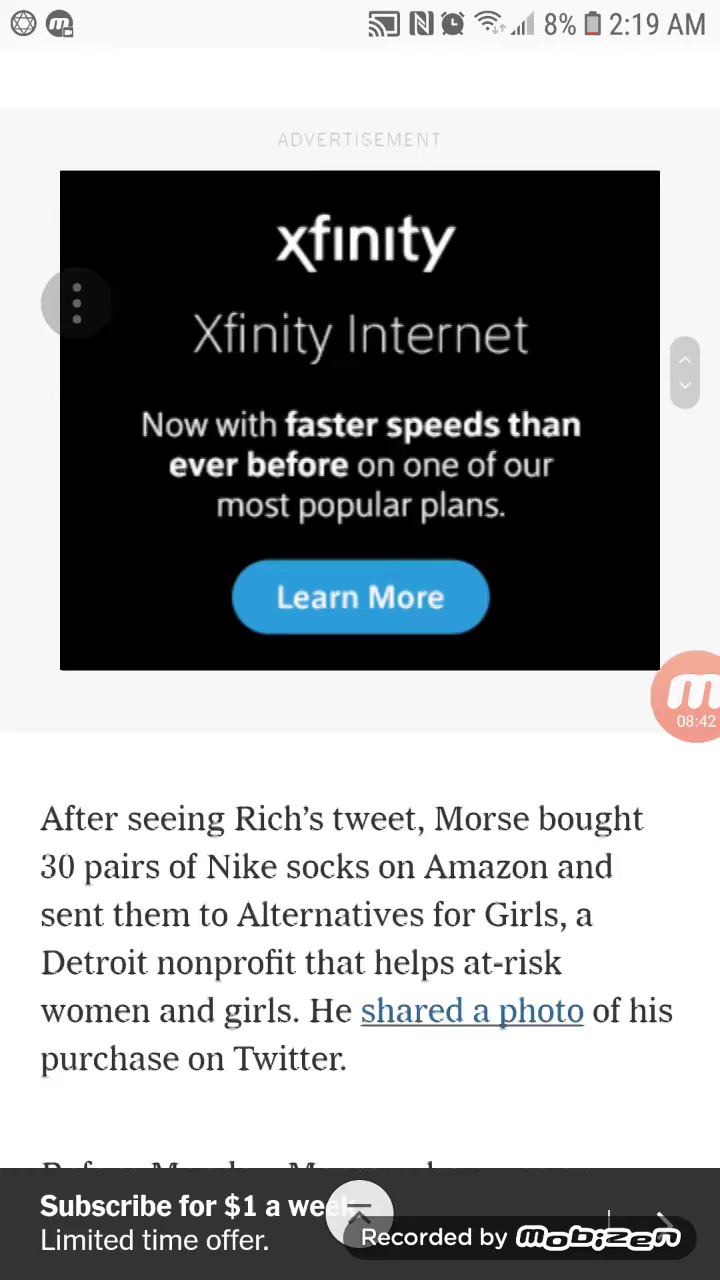 8% 2:19 AM
ADVERTISEMENT
xfinity
Xfinity Internet
Now with faster speeds than
ever before on one of our
most popular plans.
Learn More
m
08:42
After seeing Rich's tweet, Morse bought
30 pairs of Nike socks on Amazon and
sent them to Alternatives for Girls, a
Detroit nonprofit that helps at-risk
women and girls. He shared a photo of his
purchase on Twitter.
Subscribe for $1 a week.
Limited time offer.
Recorded by mobizen